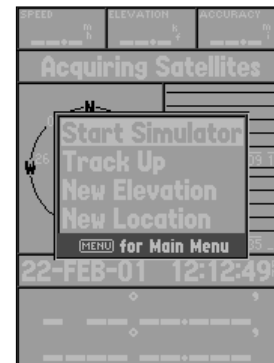 SPEED ELEVATION ACCURACY
Acquiring Satellites
N
W
26
Start Simulator
Track Up
New Elevation
New Location
MENU for Main Menu
22-FEB-01 12:12:49